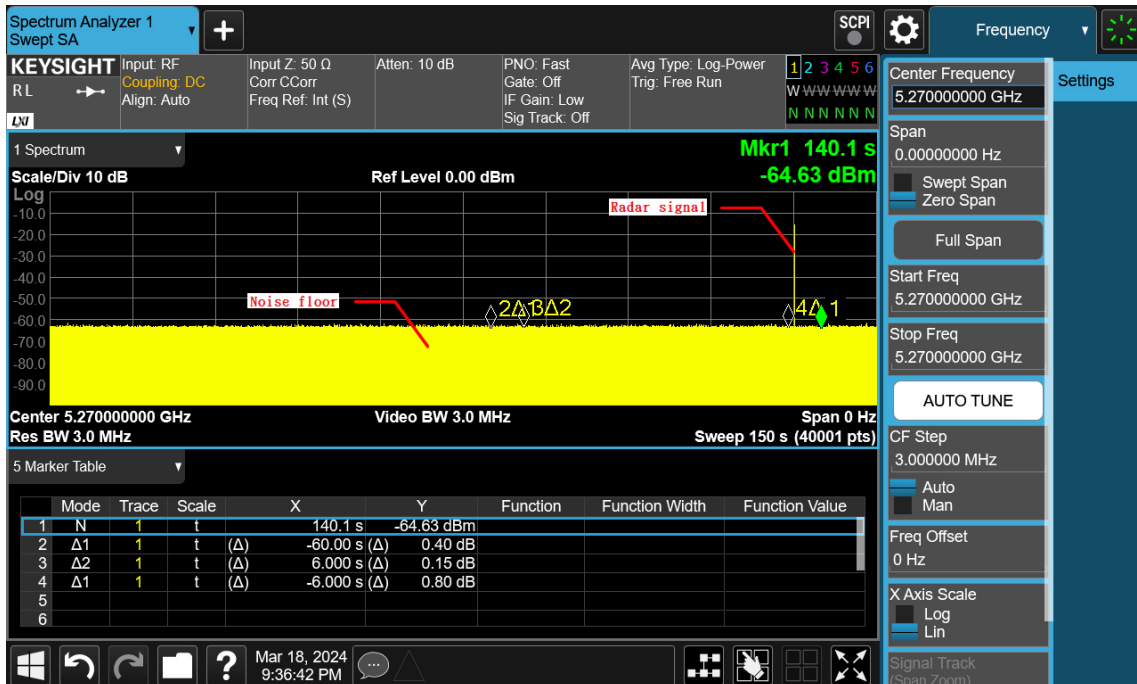 Spectrum Analyzer 1
Swept SA
SCPI
Frequency
KEYSIGHT
RL
LXI
Input: RF
Coupling: DC
Align: Auto
Input Z: 50 Ω
Corr CCorr
Freq Ref: Int (S)
Atten: 10 dB
PNO: Fast
Gate: Off
IF Gain: Low
Sig Track: Off
Avg Type: Log-Power
Trig: Free Run
1 2 3 4 5 6
W W W W W W
N N N N N N
1 Spectrum
Mkr1 140.1 s
-64.63 dBm
Scale/Div 10 dB
Ref Level 0.00 dBm
Log
-10.0
-20.0
-30.0
-40.0
-50.0
-60.0
-70.0
-80.0
-90.0
Radar signal
Noise floor
Center 5.270000000 GHz
Video BW 3.0 MHz
Span 0 Hz
Res BW 3.0 MHz
Sweep 150 s (40001 pts)
5 Marker Table
Mode Trace Scale X Y Function Function Width Function Value
1 N 1 t 140.1 s -64.63 dBm
2 Δ1 1 t (Δ) -60.00 s (Δ) 0.40 dB
3 Δ2 1 t (Δ) 6.000 s (Δ) 0.15 dB
4 Δ1 1 t (Δ) -6.000 s (Δ) 0.80 dB
5
6
Mar 18, 2024
9:36:42 PM
Center Frequency
5.270000000 GHz
Settings
Span
0.00000000 Hz
Swept Span
Zero Span
Full Span
Start Freq
5.270000000 GHz
Stop Freq
5.270000000 GHz
AUTO TUNE
CF Step
3.000000 MHz
Auto
Man
Freq Offset
0 Hz
X Axis Scale
Log
Lin
Signal Track
(Span Zoom)